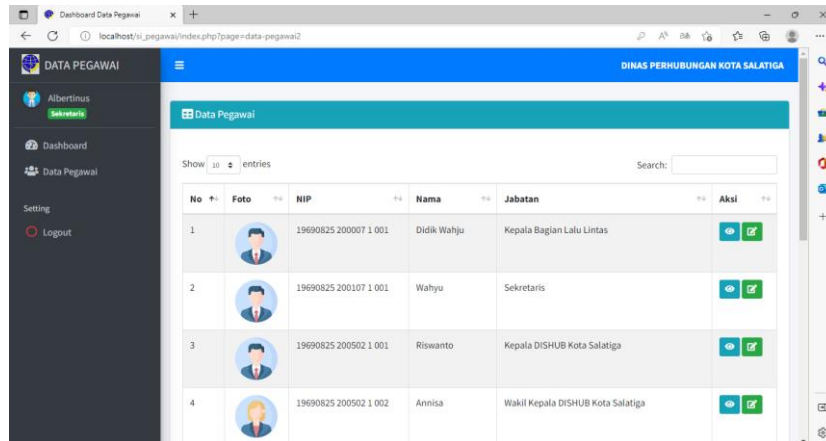 Dashboard Data Pegawai
localhost/si_pegawai/index.php?page=data-pegawai2
DATA PEGAWAI
DINAS PERHUBUNGAN KOTA SALATIGA
Albertinus
Sekretaris
Dashboard
Data Pegawai
Setting
Logout
Data Pegawai
Show 10 entries
Search:
No Foto NIP Nama Jabatan Aksi
1 19690825 200007 1 001 Didik Wahju Kepala Bagian Lalu Lintas
2 19690825 200107 1 001 Wahyu Sekretaris
3 19690825 200502 1 001 Riswanto Kepala DISHUB Kota Salatiga
4 19690825 200502 1 002 Annisa Wakil Kepala DISHUB Kota Salatiga